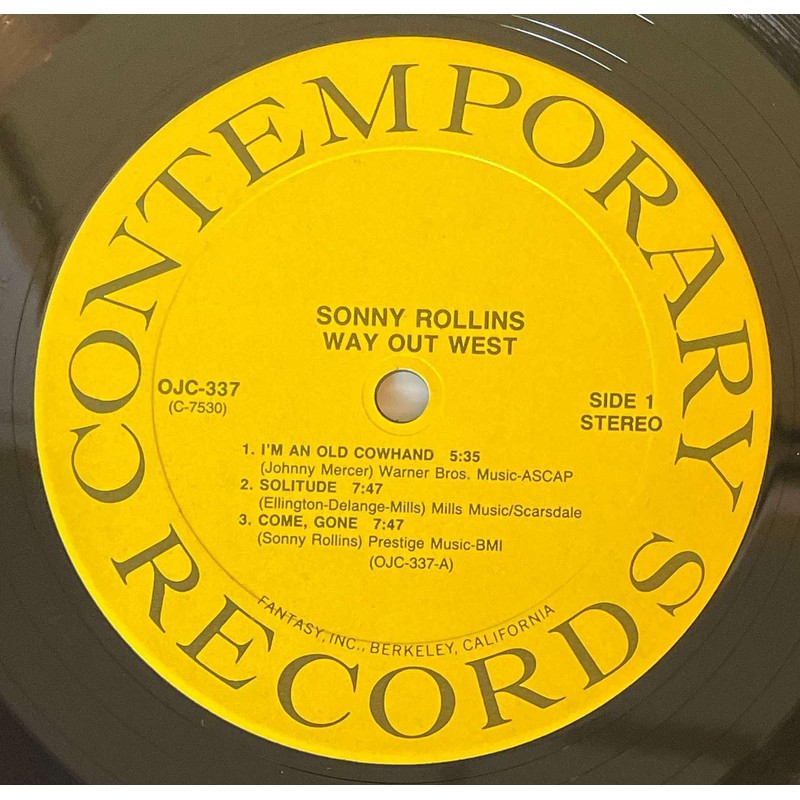 CONTEMPORARY
SONNY ROLLINS
WAY OUT WEST
OJC-337
(C-7530)
SIDE 1
STEREO
1. I'M AN OLD COWHAND 5:35
(Johnny Mercer) Warner Bros. Music-ASCAP
2. SOLITUDE 7:47
(Ellington-Delange-Mills) Mills Music/Scarsdale
3. COME, GONE 7:47
(Sonny Rollins) Prestige Music-BMI
(OJC-337-A)
FANTASY, INC., BERKELEY, CALIFORNIA
RECORDS